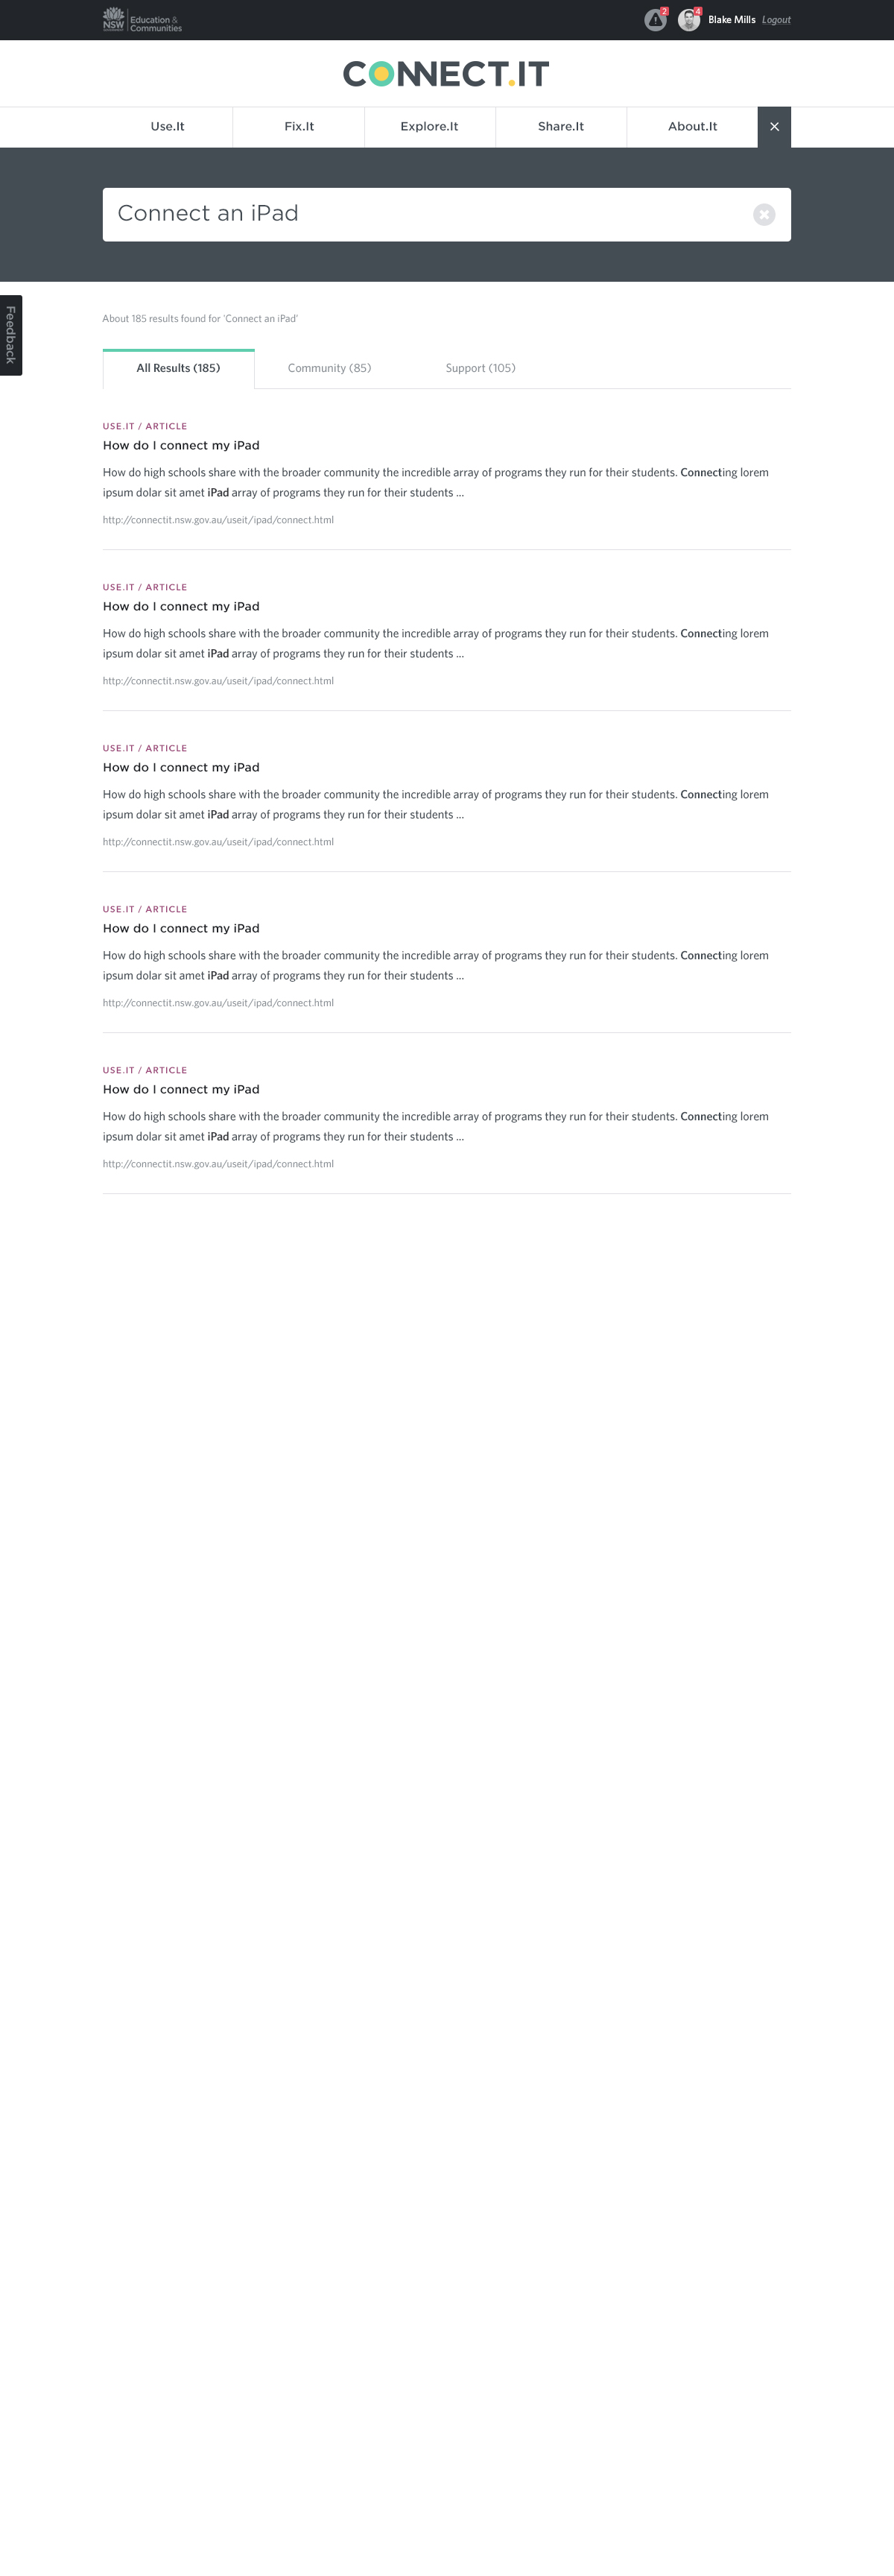 NSW
Education &
Communities
2
4
Blake Mills Logout
CONNECT.IT
Use.It
Fix.It
Explore.It
Share.It
About.It
Connect an iPad
Feedback
About 185 results found for 'Connect an iPad'
All Results (185)
Community (85)
Support (105)
USE.IT / ARTICLE
How do I connect my iPad
How do high schools share with the broader community the incredible array of programs they run for their students. Connecting lorem
ipsum dolar sit amet iPad array of programs they run for their students ...
http://connectit.nsw.gov.au/useit/ipad/connect.html
USE.IT / ARTICLE
How do I connect my iPad
How do high schools share with the broader community the incredible array of programs they run for their students. Connecting lorem
ipsum dolar sit amet iPad array of programs they run for their students ...
http://connectit.nsw.gov.au/useit/ipad/connect.html
USE.IT / ARTICLE
How do I connect my iPad
How do high schools share with the broader community the incredible array of programs they run for their students. Connecting lorem
ipsum dolar sit amet iPad array of programs they run for their students ...
http://connectit.nsw.gov.au/useit/ipad/connect.html
USE.IT / ARTICLE
How do I connect my iPad
How do high schools share with the broader community the incredible array of programs they run for their students. Connecting lorem
ipsum dolar sit amet iPad array of programs they run for their students ...
http://connectit.nsw.gov.au/useit/ipad/connect.html
USE.IT / ARTICLE
How do I connect my iPad
How do high schools share with the broader community the incredible array of programs they run for their students. Connecting lorem
ipsum dolar sit amet iPad array of programs they run for their students ...
http://connectit.nsw.gov.au/useit/ipad/connect.html